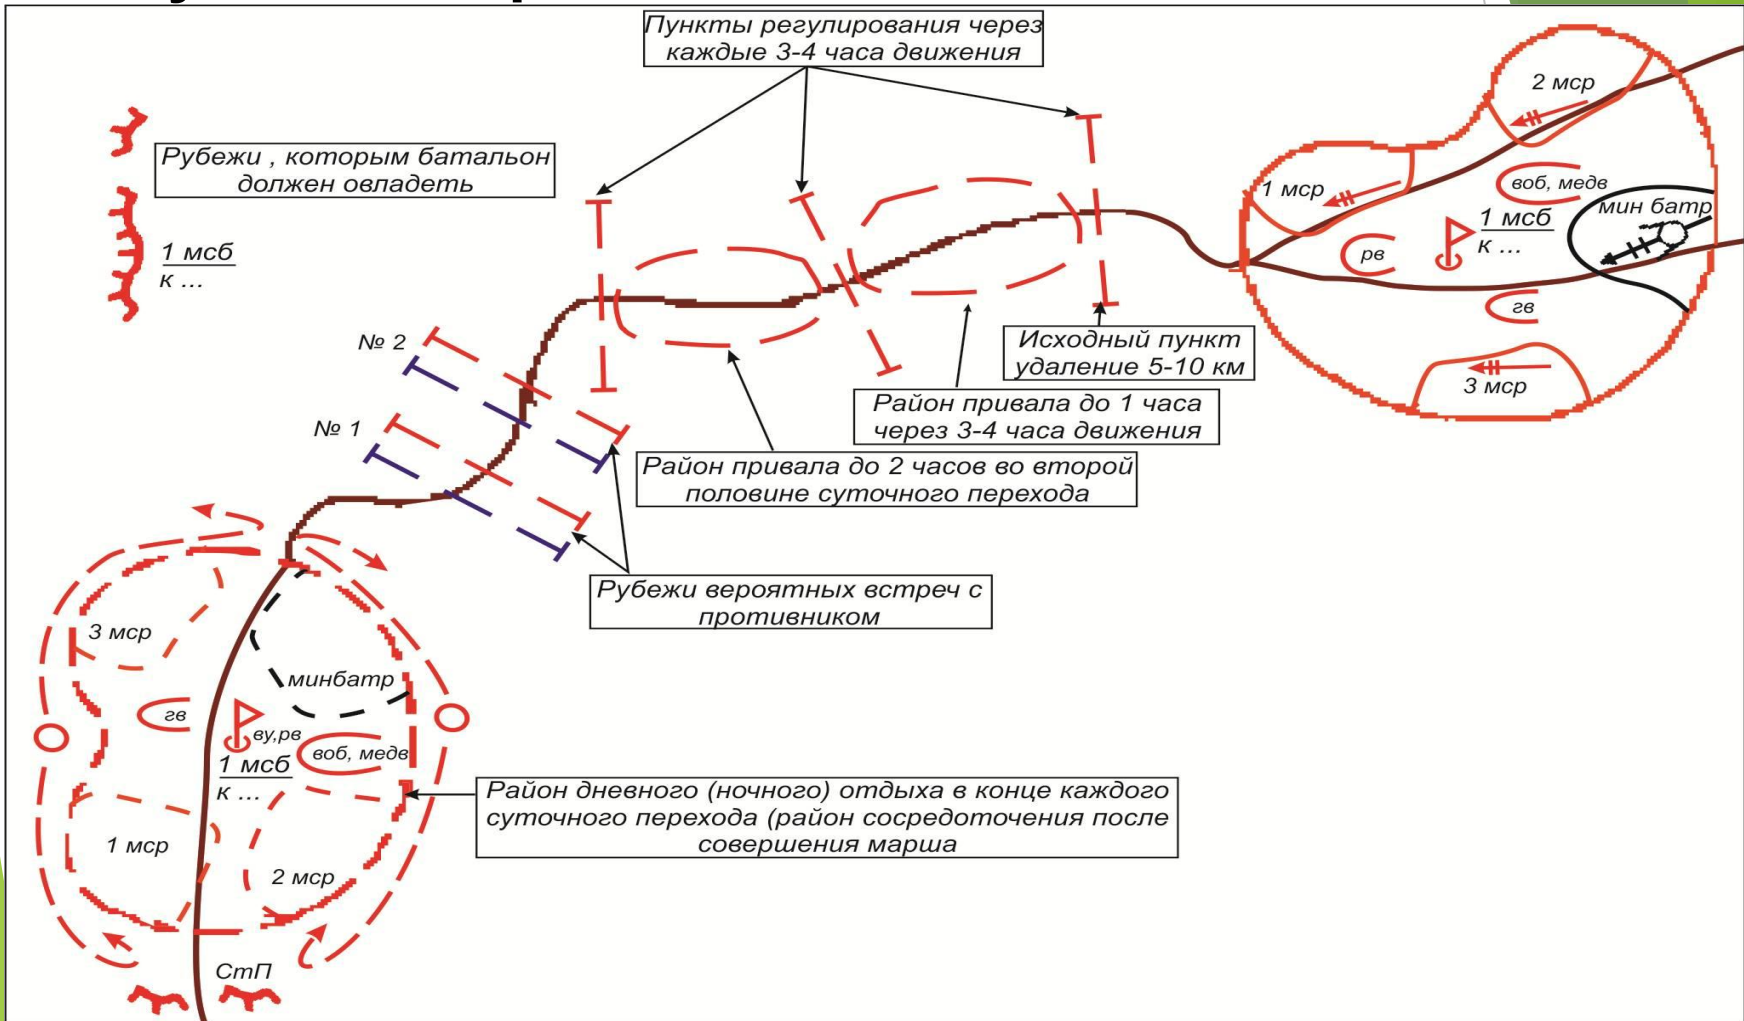 Пункты регулирования через
каждые 3-4 часа движения
2 мср
Рубежи , которым батальон
должен овладеть
1 мср
воб, медв
мин батр
1 мсб
к ...
рв
1 мсб
к ...
гв
№ 2
Исходный пункт
удаление 5-10 км
3 мср
Район привала до 1 часа
через 3-4 часа движения
№ 1
Район привала до 2 часов во второй
половине суточного перехода
Рубежи вероятных встреч с
противником
3 мср
минбатр
гв
ву,рв
воб, медв
1 мсб
к ...
Район дневного (ночного) отдыха в конце каждого
суточного перехода (район сосредоточения после
совершения марша
1 мср
2 мср
СтП